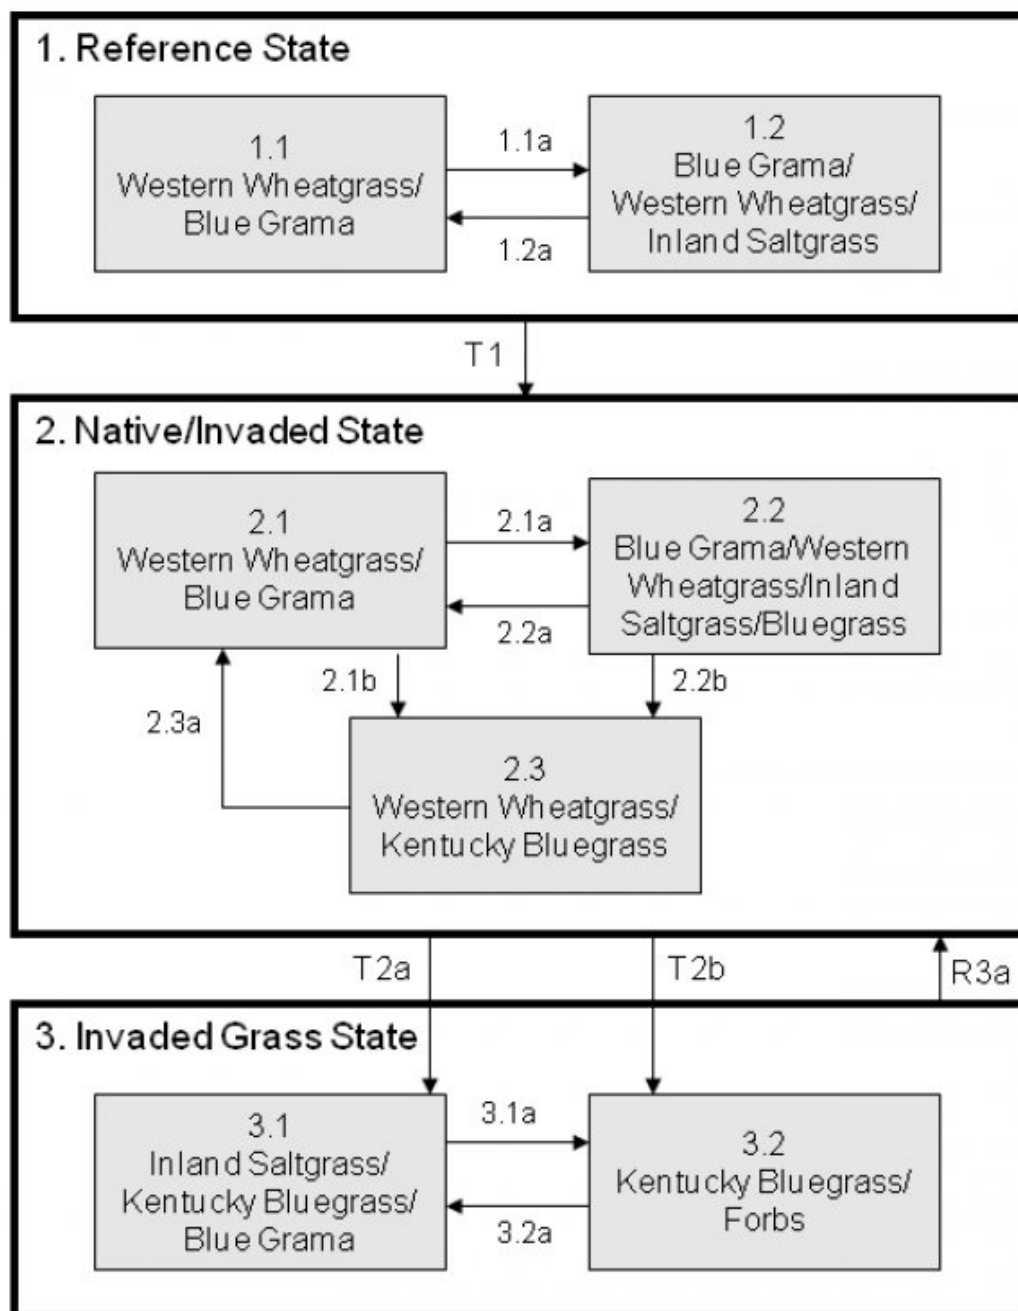 1. Reference State
1.1
Western Wheatgrass/
Blue Grama
1.1a
1.2a
1.2
Blue Grama/
Western Wheatgrass/
Inland Saltgrass
T1
2. Native/Invaded State
2.1
Western Wheatgrass/
Blue Grama
2.1a
2.2a
2.2
Blue Grama/Western
Wheatgrass/Inland
Saltgrass/Bluegrass
2.1b
2.2b
2.3a
2.3
Western Wheatgrass/
Kentucky Bluegrass
T2a
T2b
R3a
3. Invaded Grass State
3.1
Inland Saltgrass/
Kentucky Bluegrass/
Blue Grama
3.1a
3.2a
3.2
Kentucky Bluegrass/
Forbs